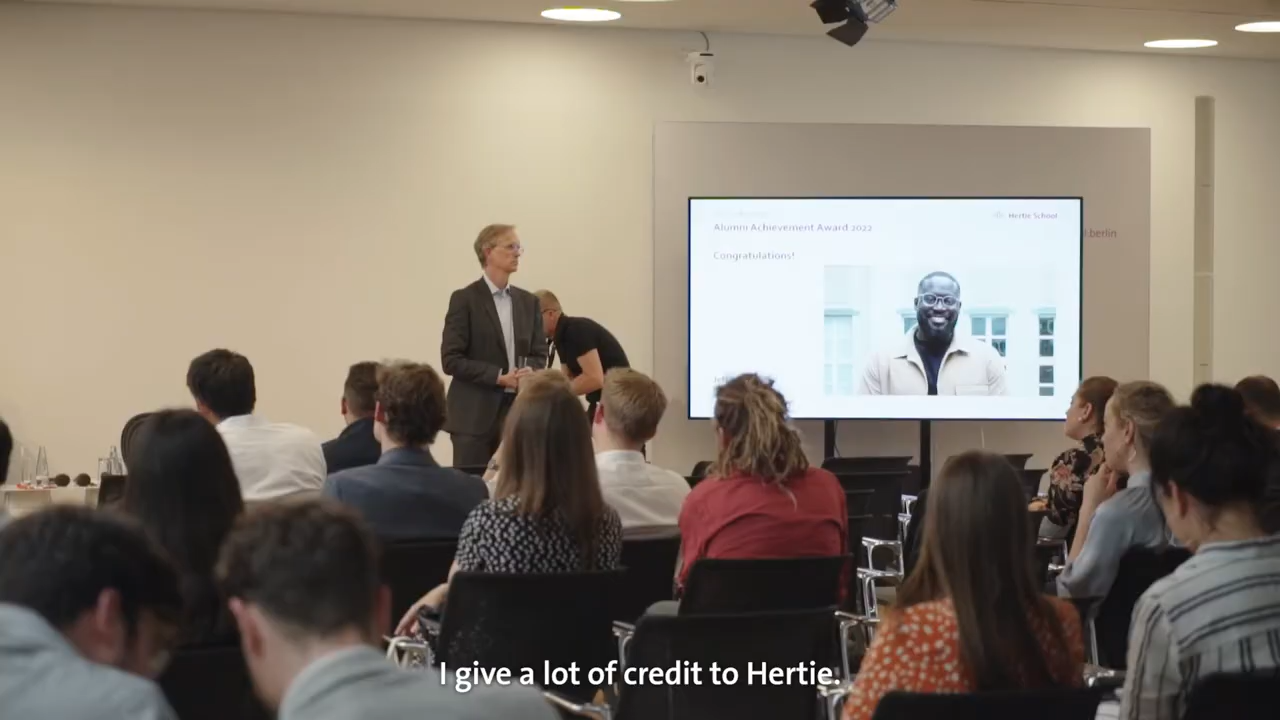 Hertie School
Alumni Achievement Award 2022
Congratulations!
berlin
I give a lot of credit to Hertie.